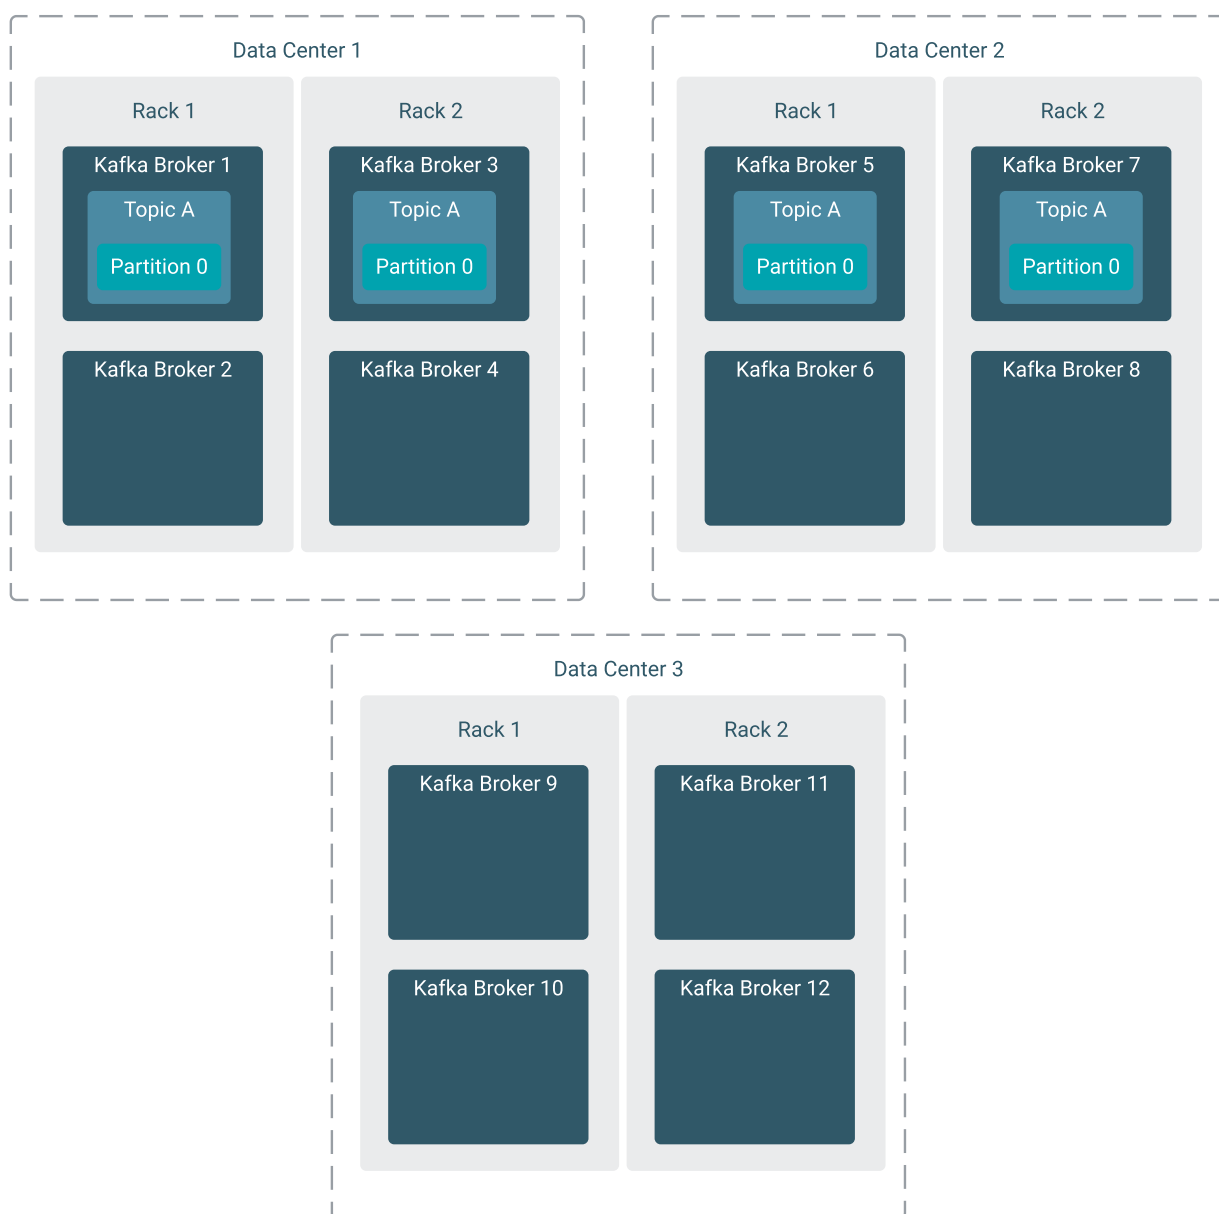 Data Center 1
Rack 1
Kafka Broker 1
Topic A
Partition 0
Kafka Broker 2
Rack 2
Kafka Broker 3
Topic A
Partition 0
Kafka Broker 4
Data Center 2
Rack 1
Kafka Broker 5
Topic A
Partition 0
Kafka Broker 6
Rack 2
Kafka Broker 7
Topic A
Partition 0
Kafka Broker 8
Data Center 3
Rack 1
Kafka Broker 9
Kafka Broker 10
Rack 2
Kafka Broker 11
Kafka Broker 12